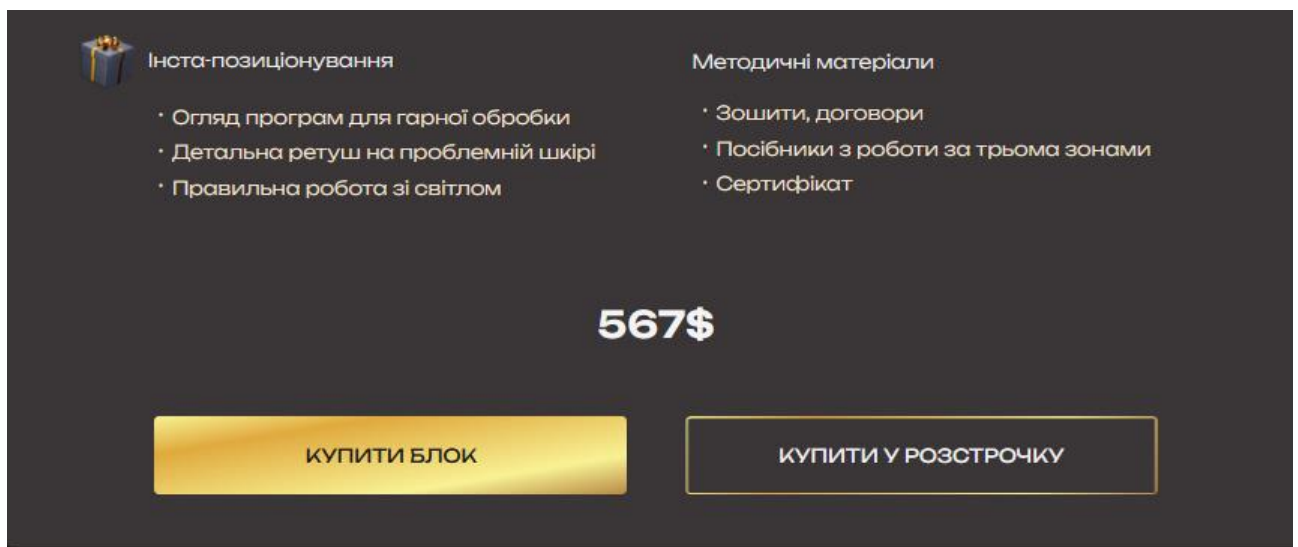 Інста-позиціонування
· Огляд програм для гарної обробки
· Детальна ретуш на проблемній шкірі
· Правильна робота зі світлом
Методичні матеріали
· Зошити, договори
· Посібники з роботи за трьома зонами
· Сертифікат
567$
КУПИТИ БЛОК
КУПИТИ У РОЗСТРОЧКУ